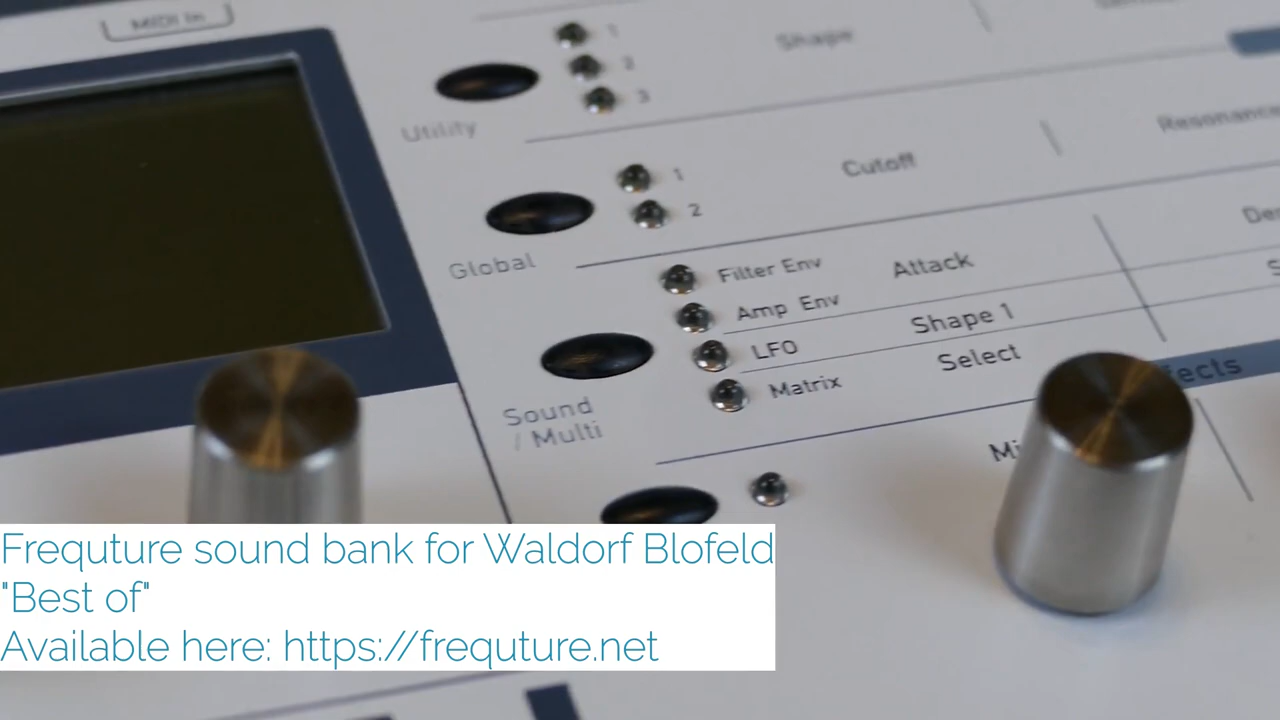 MIDI In
1
2
3
Shape
Utility
Resonance
Cutoff
1
2
Global
Filter Env
Attack
Amp Env
LFO
Shape 1
Matrix
Select
Sound
/ Multi
Frequture sound bank for Waldorf Blofeld
"Best of"
Available here: https://frequture.net